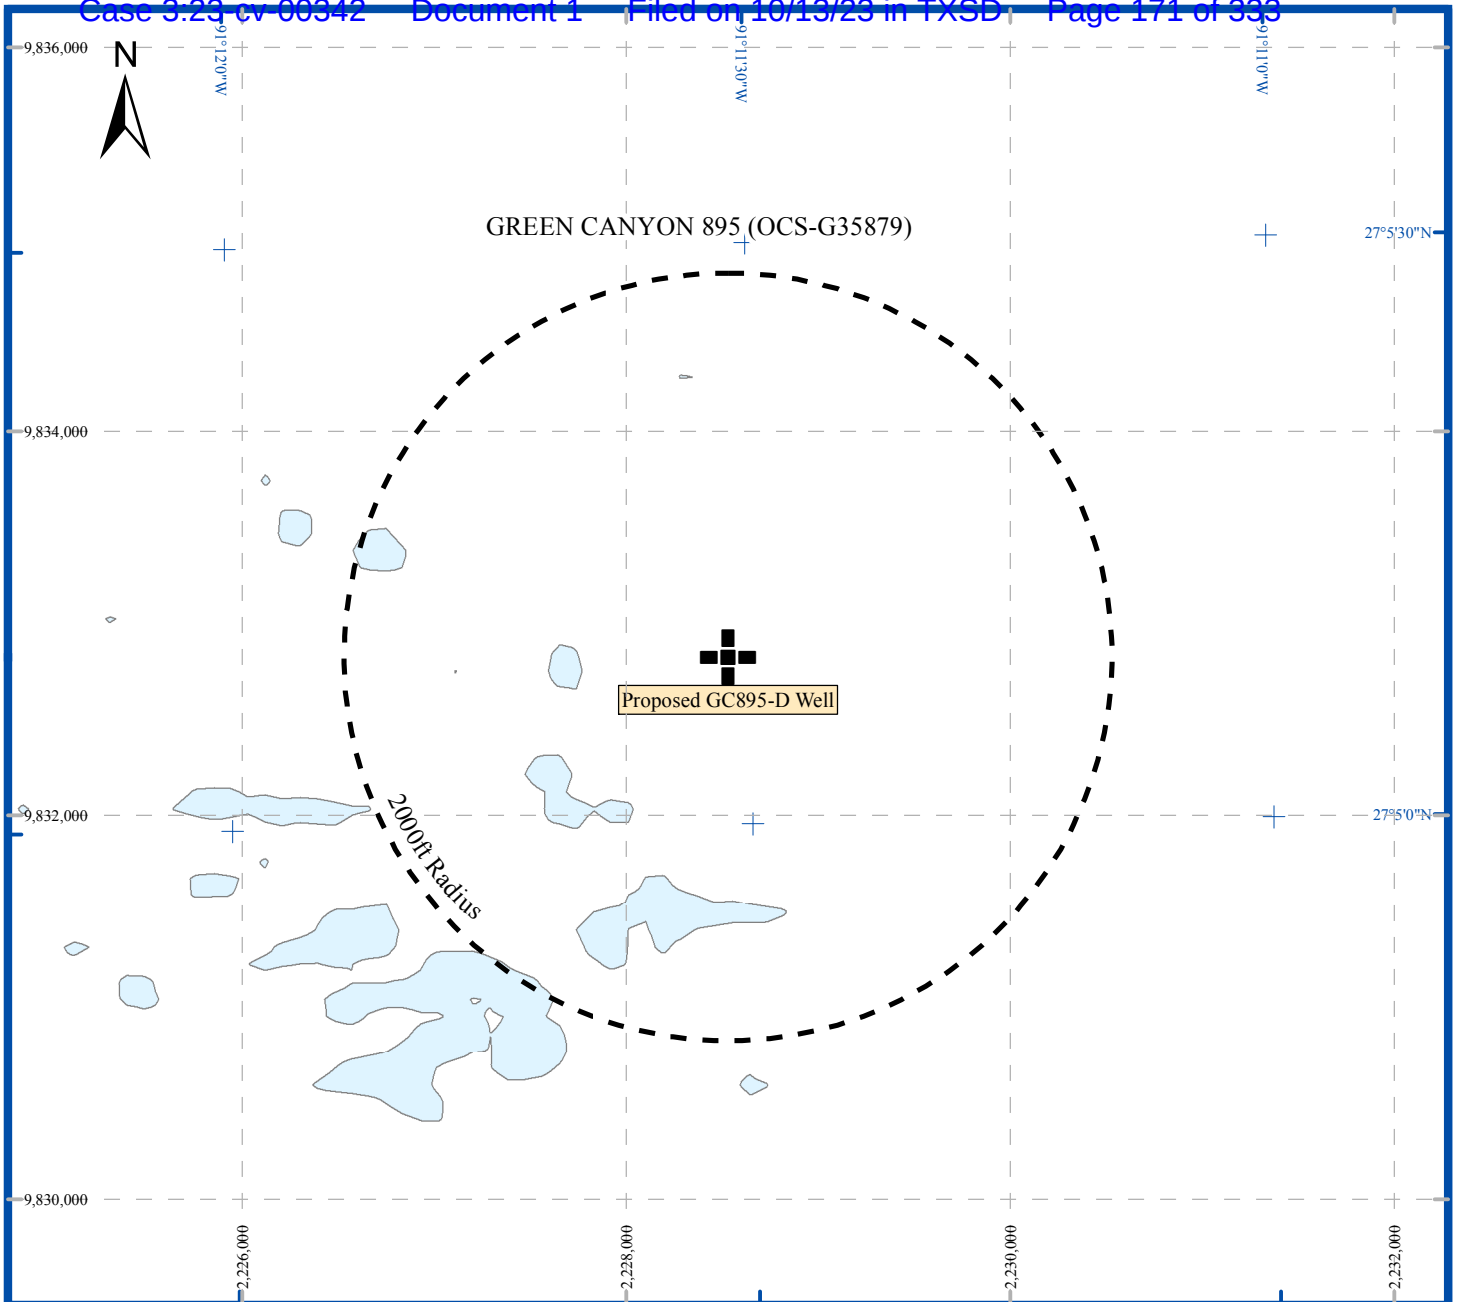 Case 3:23-cv-00342 Document 1 Filed on 10/13/23 in TXSD Page 171 of 333
91°12'0"W
91°11'30"W
91°11'0"W
9,836,000
N
GREEN CANYON 895 (OCS-G35879)
27°5'30"N
9,834,000
Proposed GC895-D Well
2000ft Radius
9,832,000
27°5'0"N
9,830,000
2,226,000
2,228,000
2,230,000
2,232,000